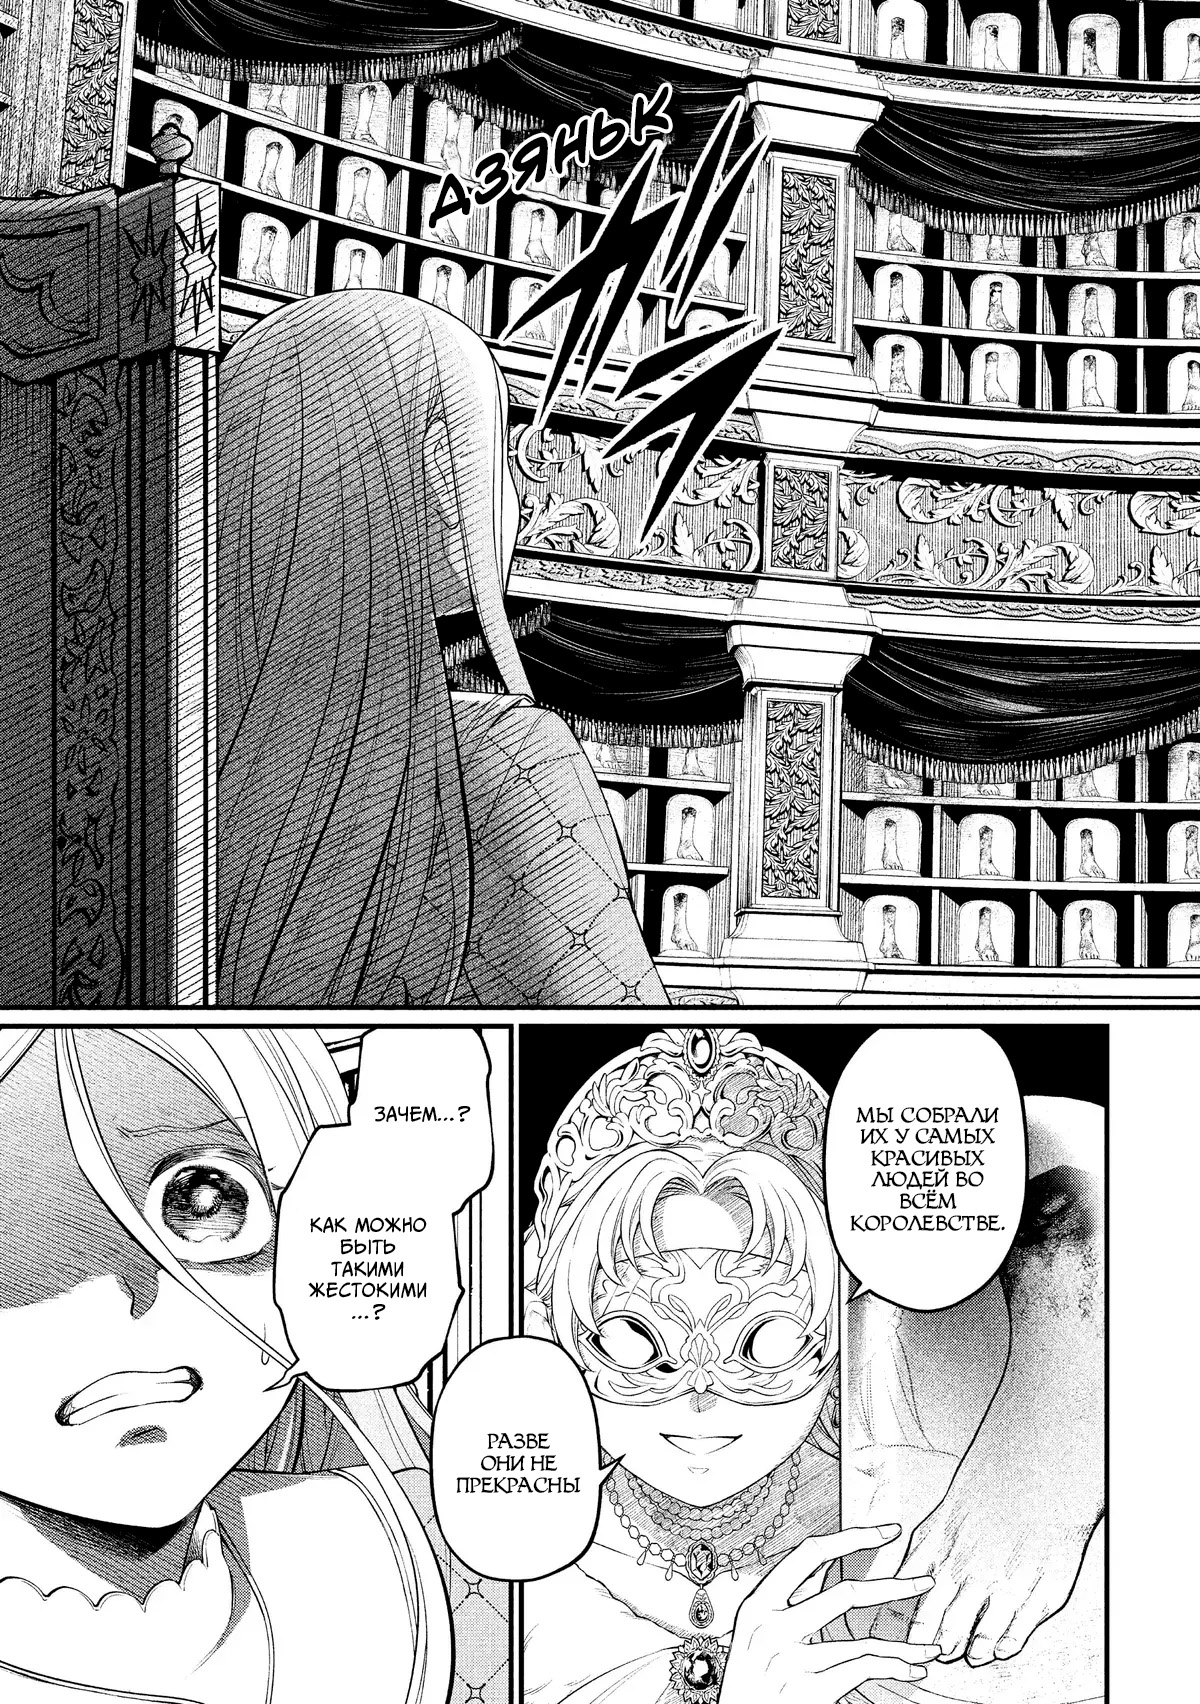 ДЗЯНЬК
МЫ СОБРАЛИ
ИХ У САМЫХ
КРАСИВЫХ
ЛЮДЕЙ ВО
ВСЁМ
КОРОЛЕВСТВЕ.
РАЗВЕ
ОНИ НЕ
ПРЕКРАСНЫ
ЗАЧЕМ...?
КАК МОЖНО
БЫТЬ
ТАКИМИ
ЖЕСТОКИМИ
...?